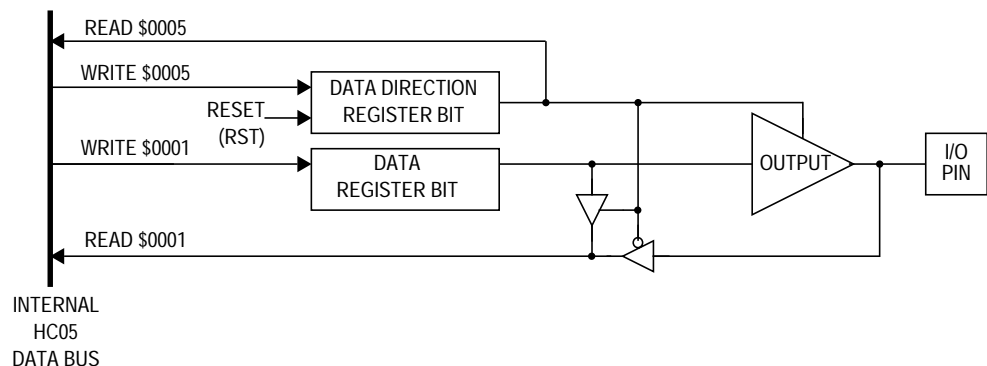 READ $0005
WRITE $0005
RESET
(RST)
DATA DIRECTION
REGISTER BIT
WRITE $0001
DATA
REGISTER BIT
OUTPUT
I/O
PIN
READ $0001
INTERNAL
HC05
DATA BUS